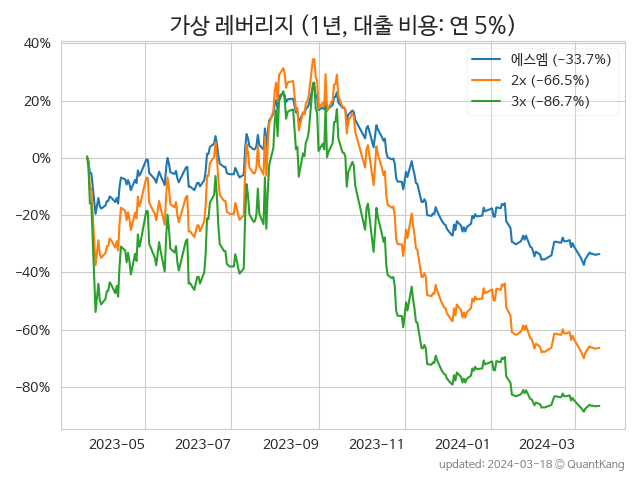 가상 레버리지 (1년, 대출 비용: 연 5%)
40%
20%
0%
−20%
−40%
−60%
−80%
에스엠 (−33.7%)
2x (−66.5%)
3x (−86.7%)
2023-05
2023-07
2023-09
2023-11
2024-01
2024-03
updated: 2024-03-18 © QuantKang